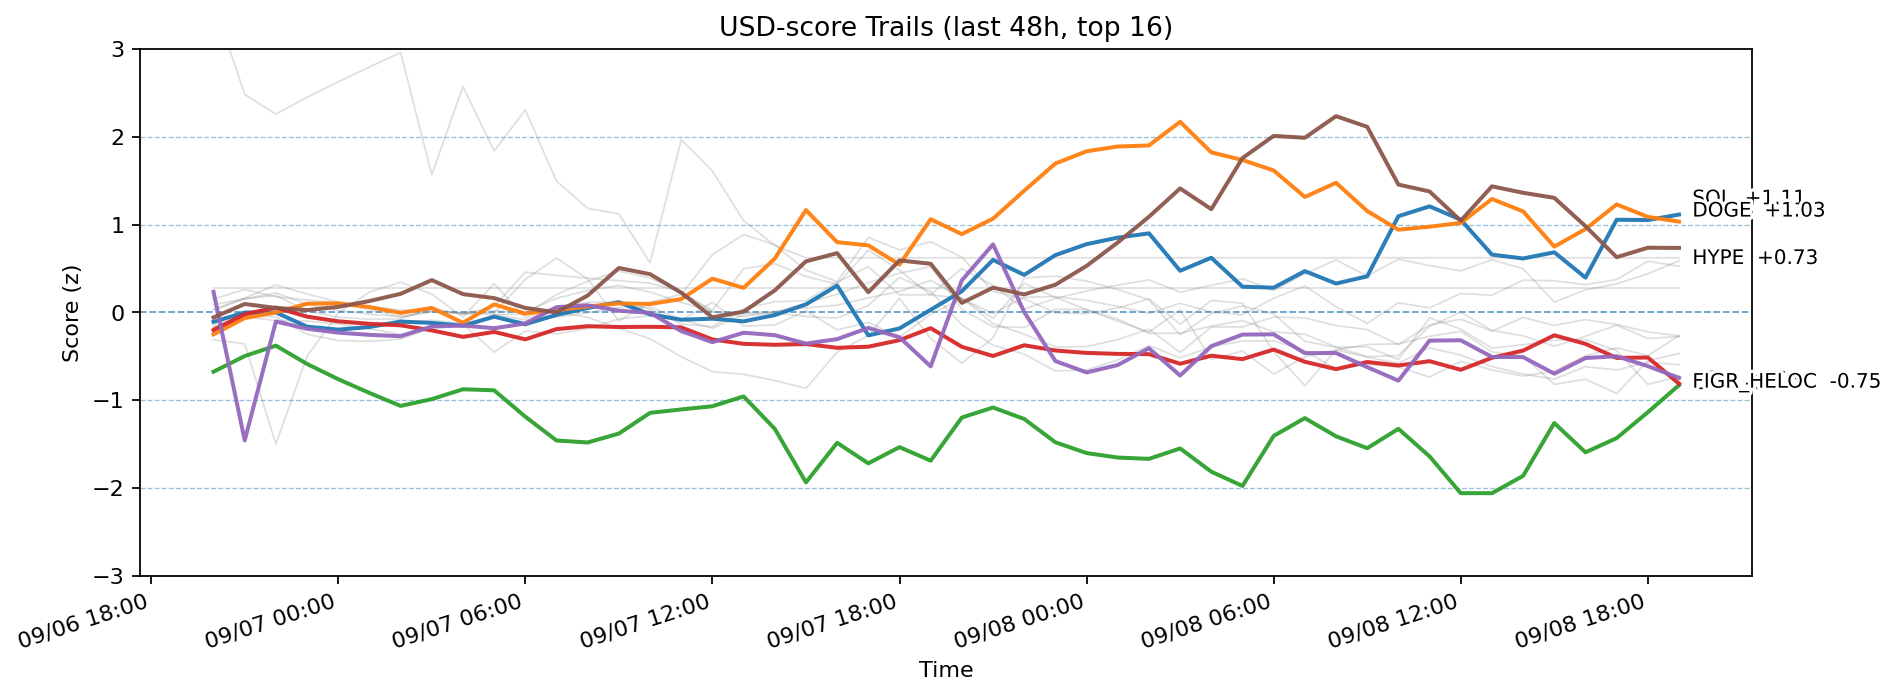 USD-score Trails (last 48h, top 16)
Score (z)
3
2
1
0
−1
−2
−3
SOL +1.11
DOGE +1.03
HYPE +0.73
FIGR_HELOC -0.75
09/06 18:00
09/07 00:00
09/07 06:00
09/07 12:00
09/07 18:00
09/08 00:00
09/08 06:00
09/08 12:00
09/08 18:00
Time